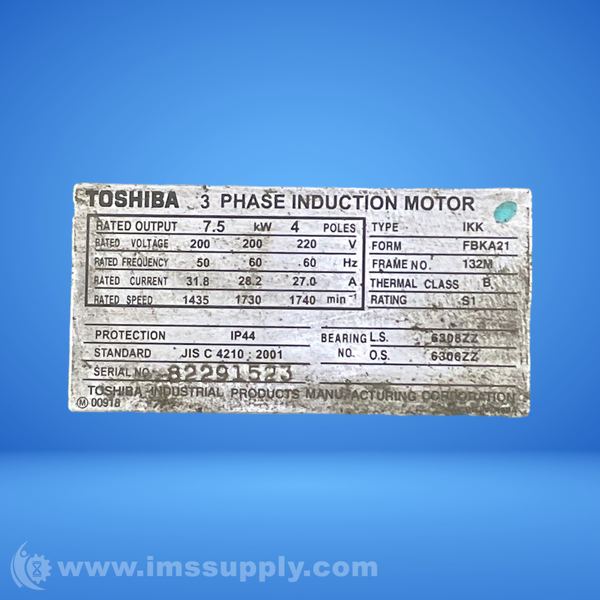 TOSHIBA 3 PHASE INDUCTION MOTOR
RATED OUTPUT 7.5 kW 4 POLES TYPE IKK
RATED VOLTAGE 200 200 220 V FORM FBKA21
RATED FREQUENCY 50 60 60 Hz FRAME NO. 132M
RATED CURRENT 31.8 28.2 27.0 A THERMAL CLASS B
RATED SPEED 1435 1730 1740 min⁻¹ RATING S1
PROTECTION IP44 BEARING L.S. 6308ZZ
STANDARD JIS C 4210 : 2001 NO. O.S. 6306ZZ
SERIAL NO. 82291523
TOSHIBA INDUSTRIAL PRODUCTS MANUFACTURING CORPORATION
Ⓜ 00918
www.imssupply.com